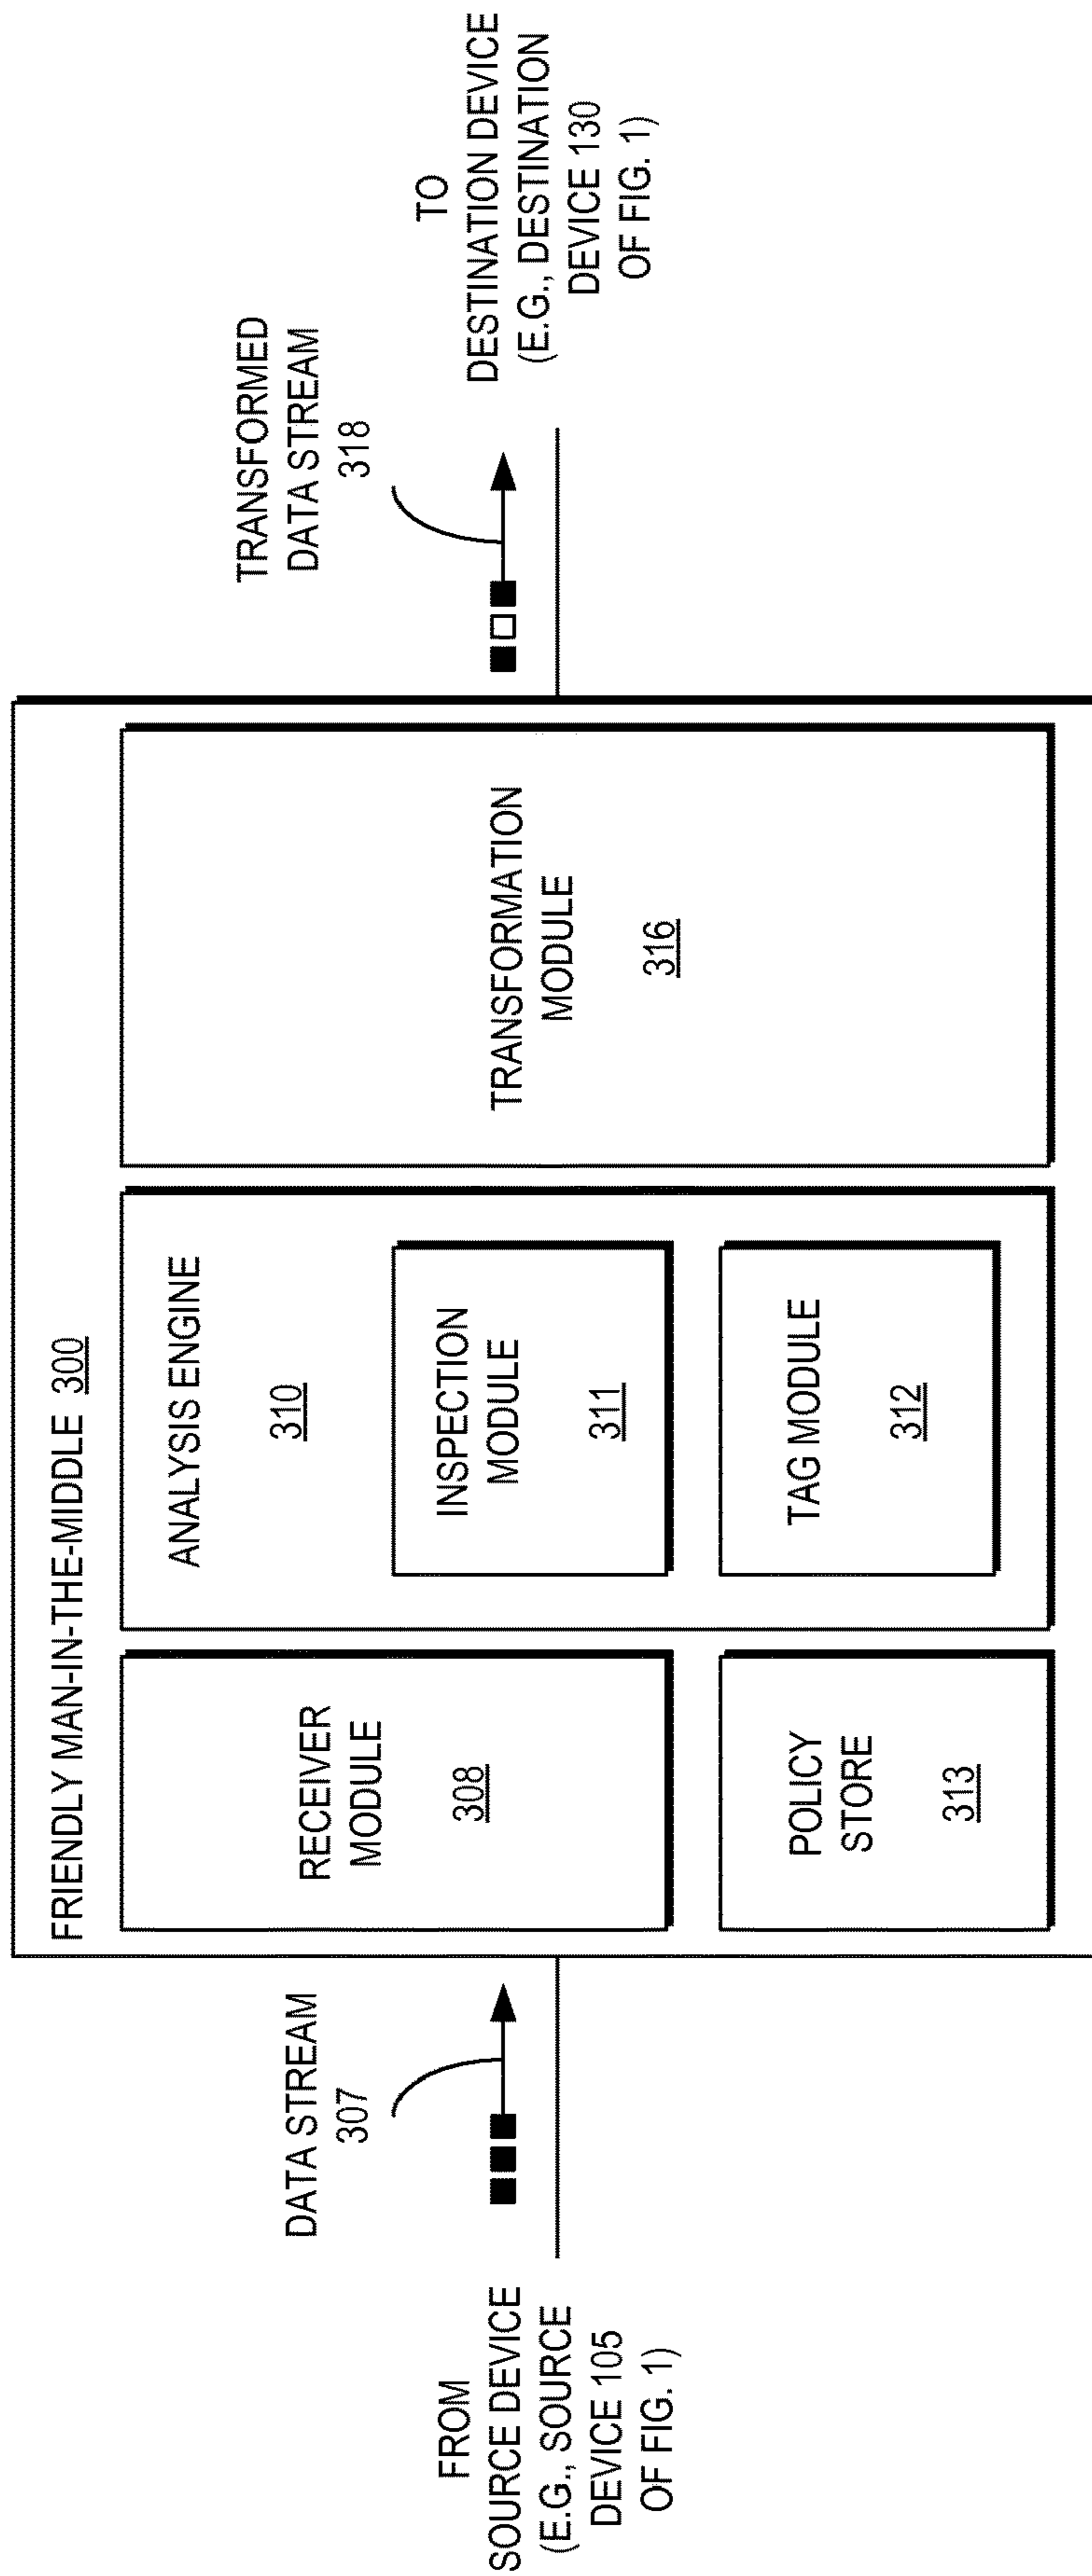 FRIENDLY MAN-IN-THE-MIDDLE 300
FROM
SOURCE DEVICE
(E.G., SOURCE
DEVICE 105
OF FIG. 1)
DATA STREAM
307
RECEIVER
MODULE
308
POLICY
STORE
313
ANALYSIS ENGINE
310
INSPECTION
MODULE
311
TAG MODULE
312
TRANSFORMATION
MODULE
316
TRANSFORMED
DATA STREAM
318
TO
DESTINATION DEVICE
(E.G., DESTINATION
DEVICE 130
OF FIG. 1)